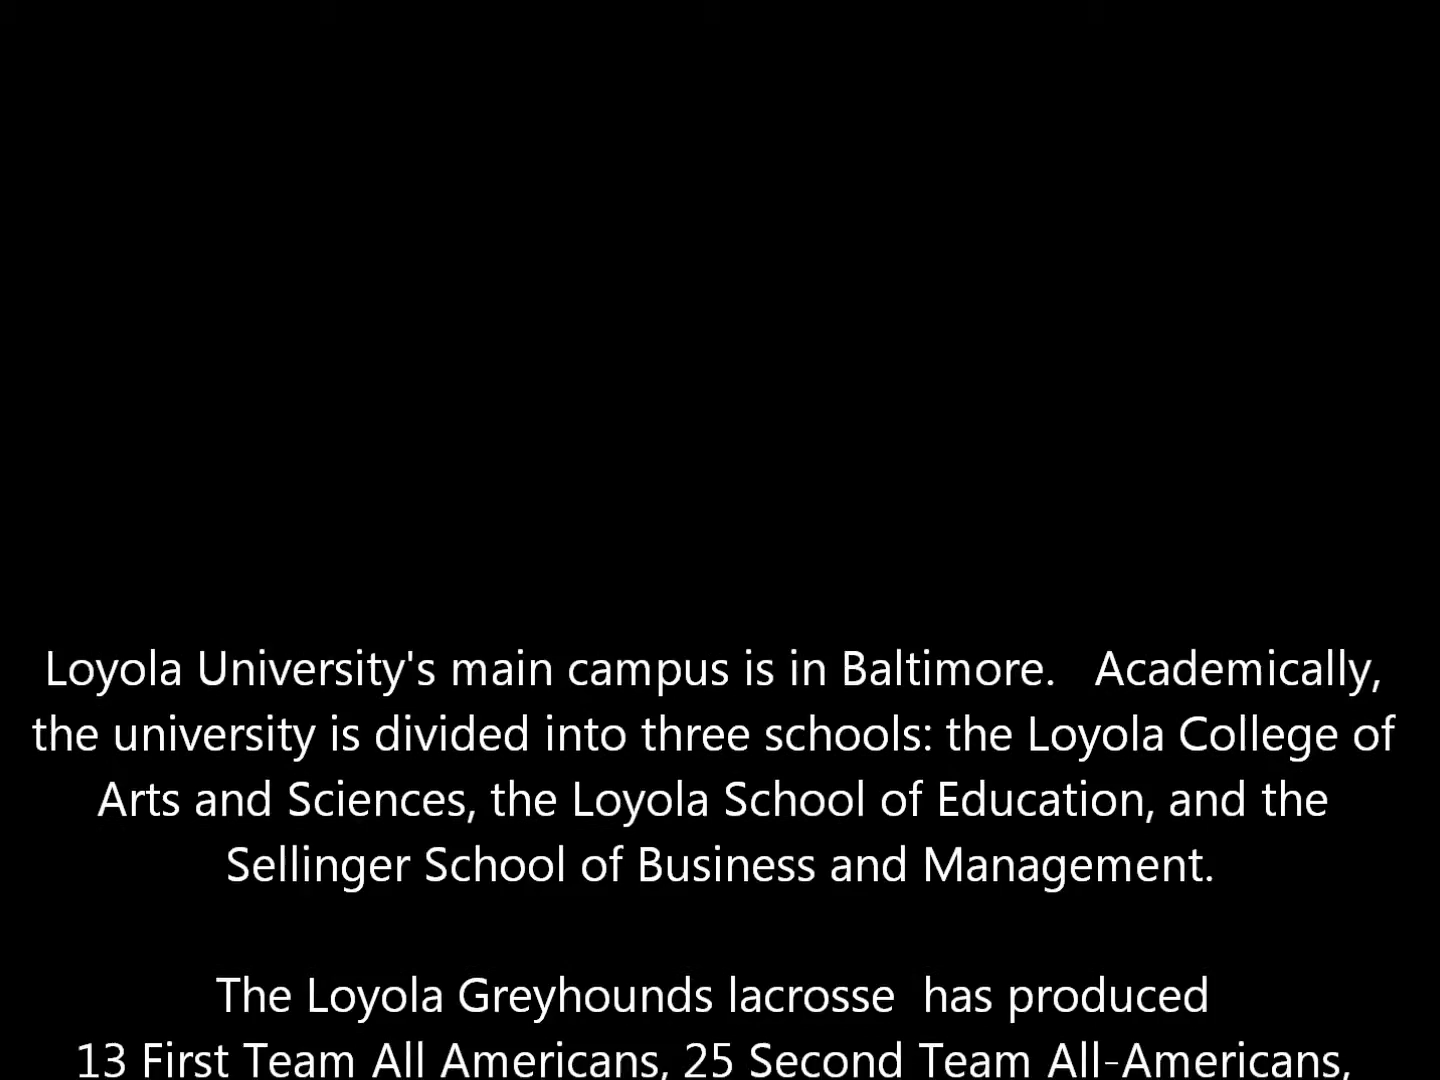 Loyola University's main campus is in Baltimore.   Academically,
the university is divided into three schools: the Loyola College of
Arts and Sciences, the Loyola School of Education, and the
Sellinger School of Business and Management.
The Loyola Greyhounds lacrosse  has produced
13 First Team All Americans, 25 Second Team All-Americans,